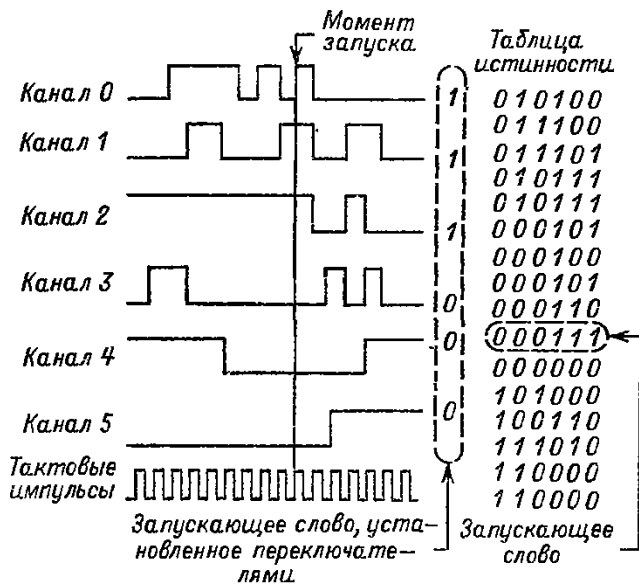 Момент
запуска
Таблица
истинности
Канал 0
1
010100
011100
Канал 1
1
011101
010111
010111
Канал 2
1
000101
000100
Канал 3
0
000101
000110
0
000111
Канал 4
000000
101000
Канал 5
0
100110
111010
Тактовые
импульсы
110000
110000
Запускающее слово, уста-
новленное переключате-
лями
Запускающее
слово